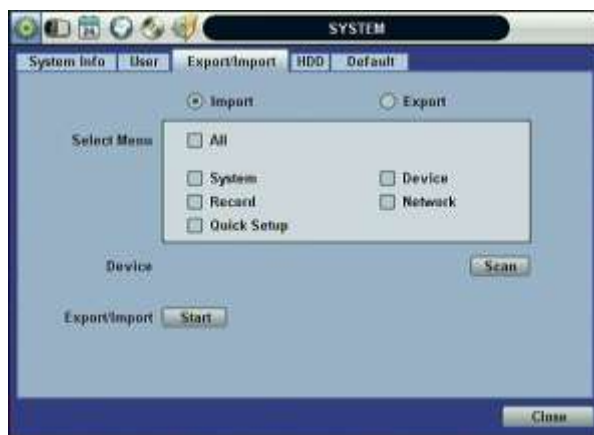 SYSTEM
24
System Info User Export/Import HDD Default
Import Export
Select Menu All
System Device
Record Network
Quick Setup
Device Scan
Export/Import Start
Close